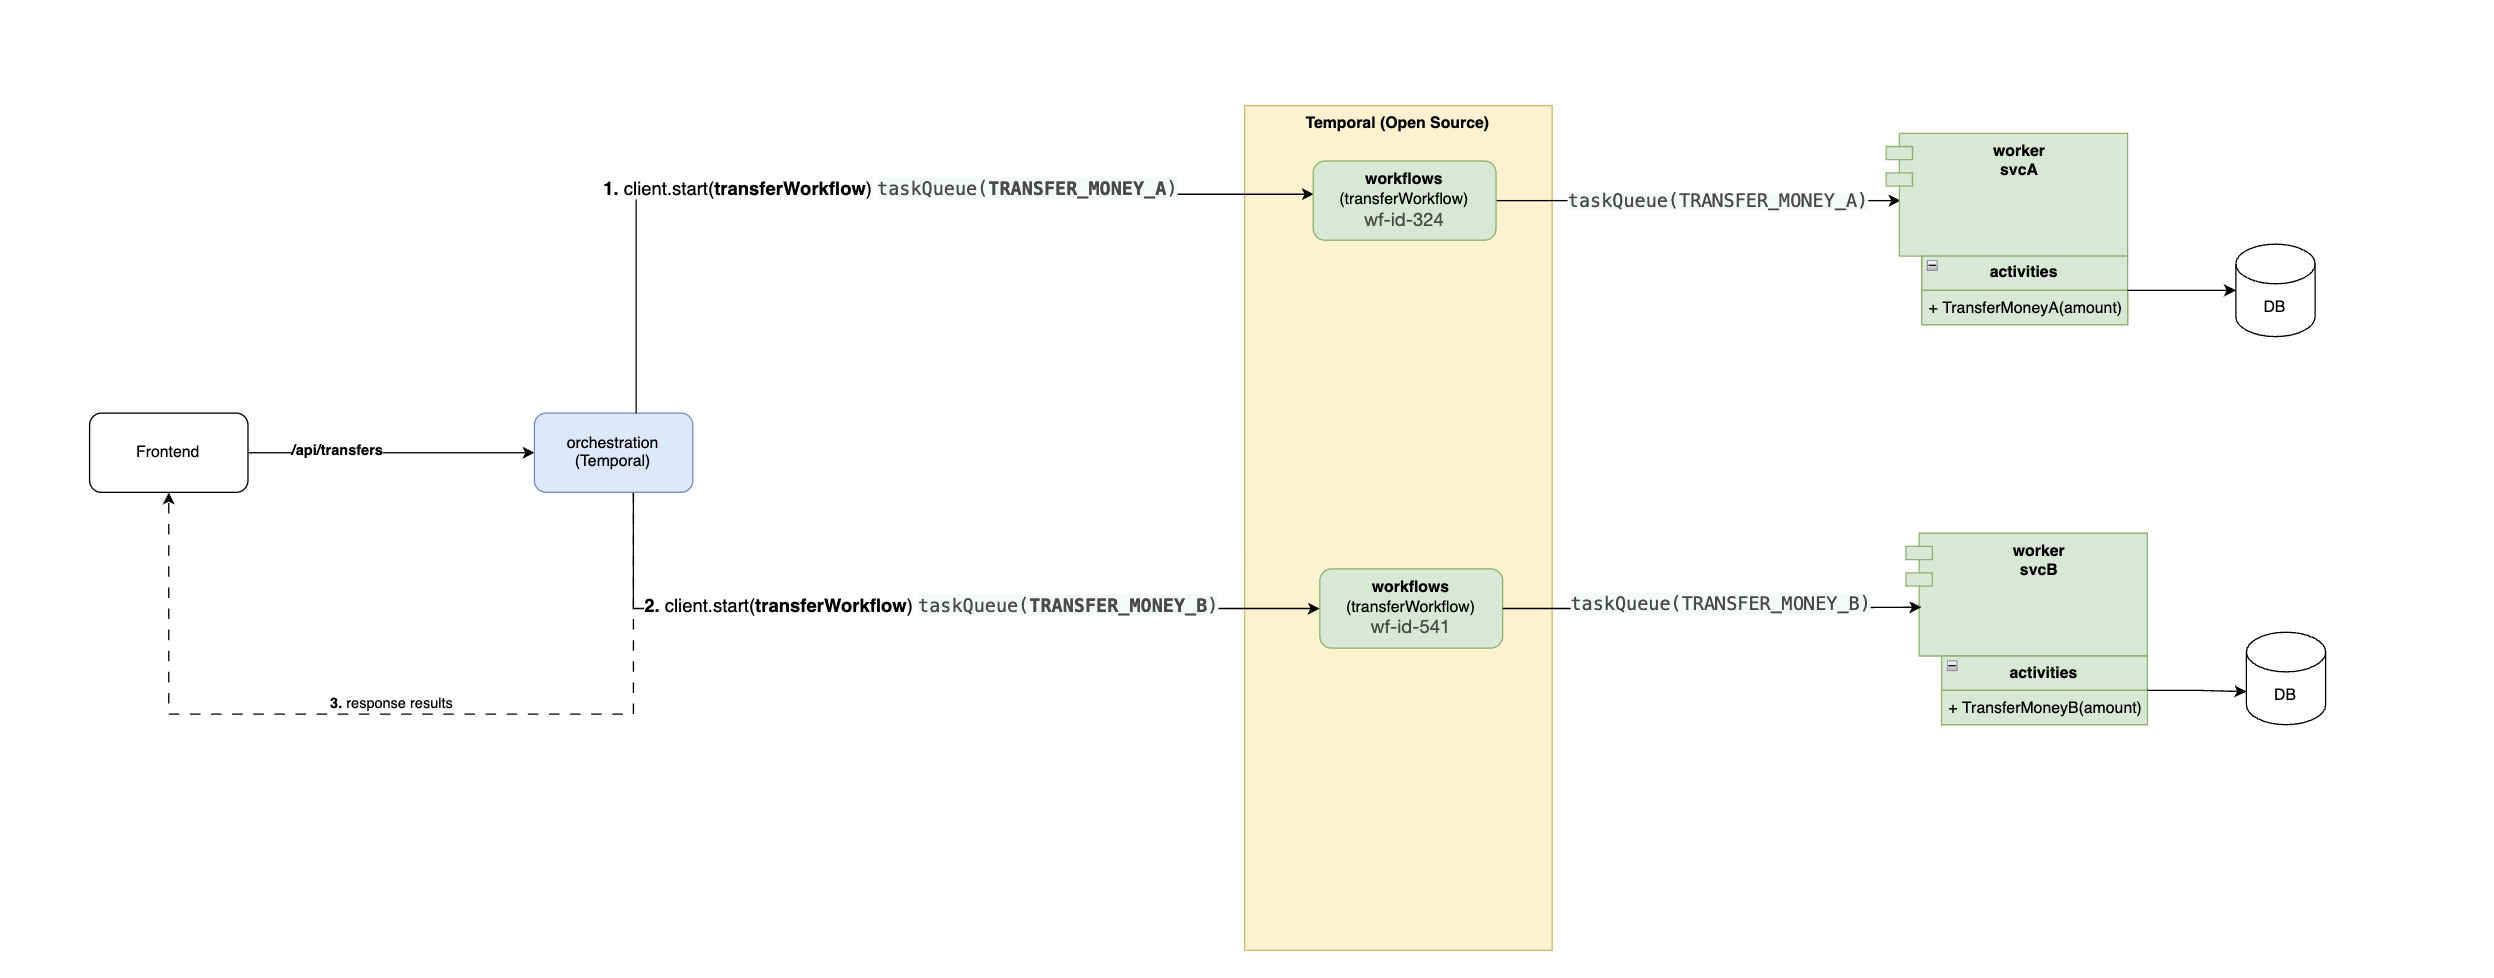 Temporal (Open Source)
1. client.start(transferWorkflow) taskQueue(TRANSFER_MONEY_A)
workflows
(transferWorkflow)
wf-id-324
taskQueue(TRANSFER_MONEY_A)
worker
svcA
activities
+ TransferMoneyA(amount)
DB
Frontend
/api/transfers
orchestration
(Temporal)
2. client.start(transferWorkflow) taskQueue(TRANSFER_MONEY_B)
workflows
(transferWorkflow)
wf-id-541
taskQueue(TRANSFER_MONEY_B)
worker
svcB
activities
+ TransferMoneyB(amount)
DB
3. response results